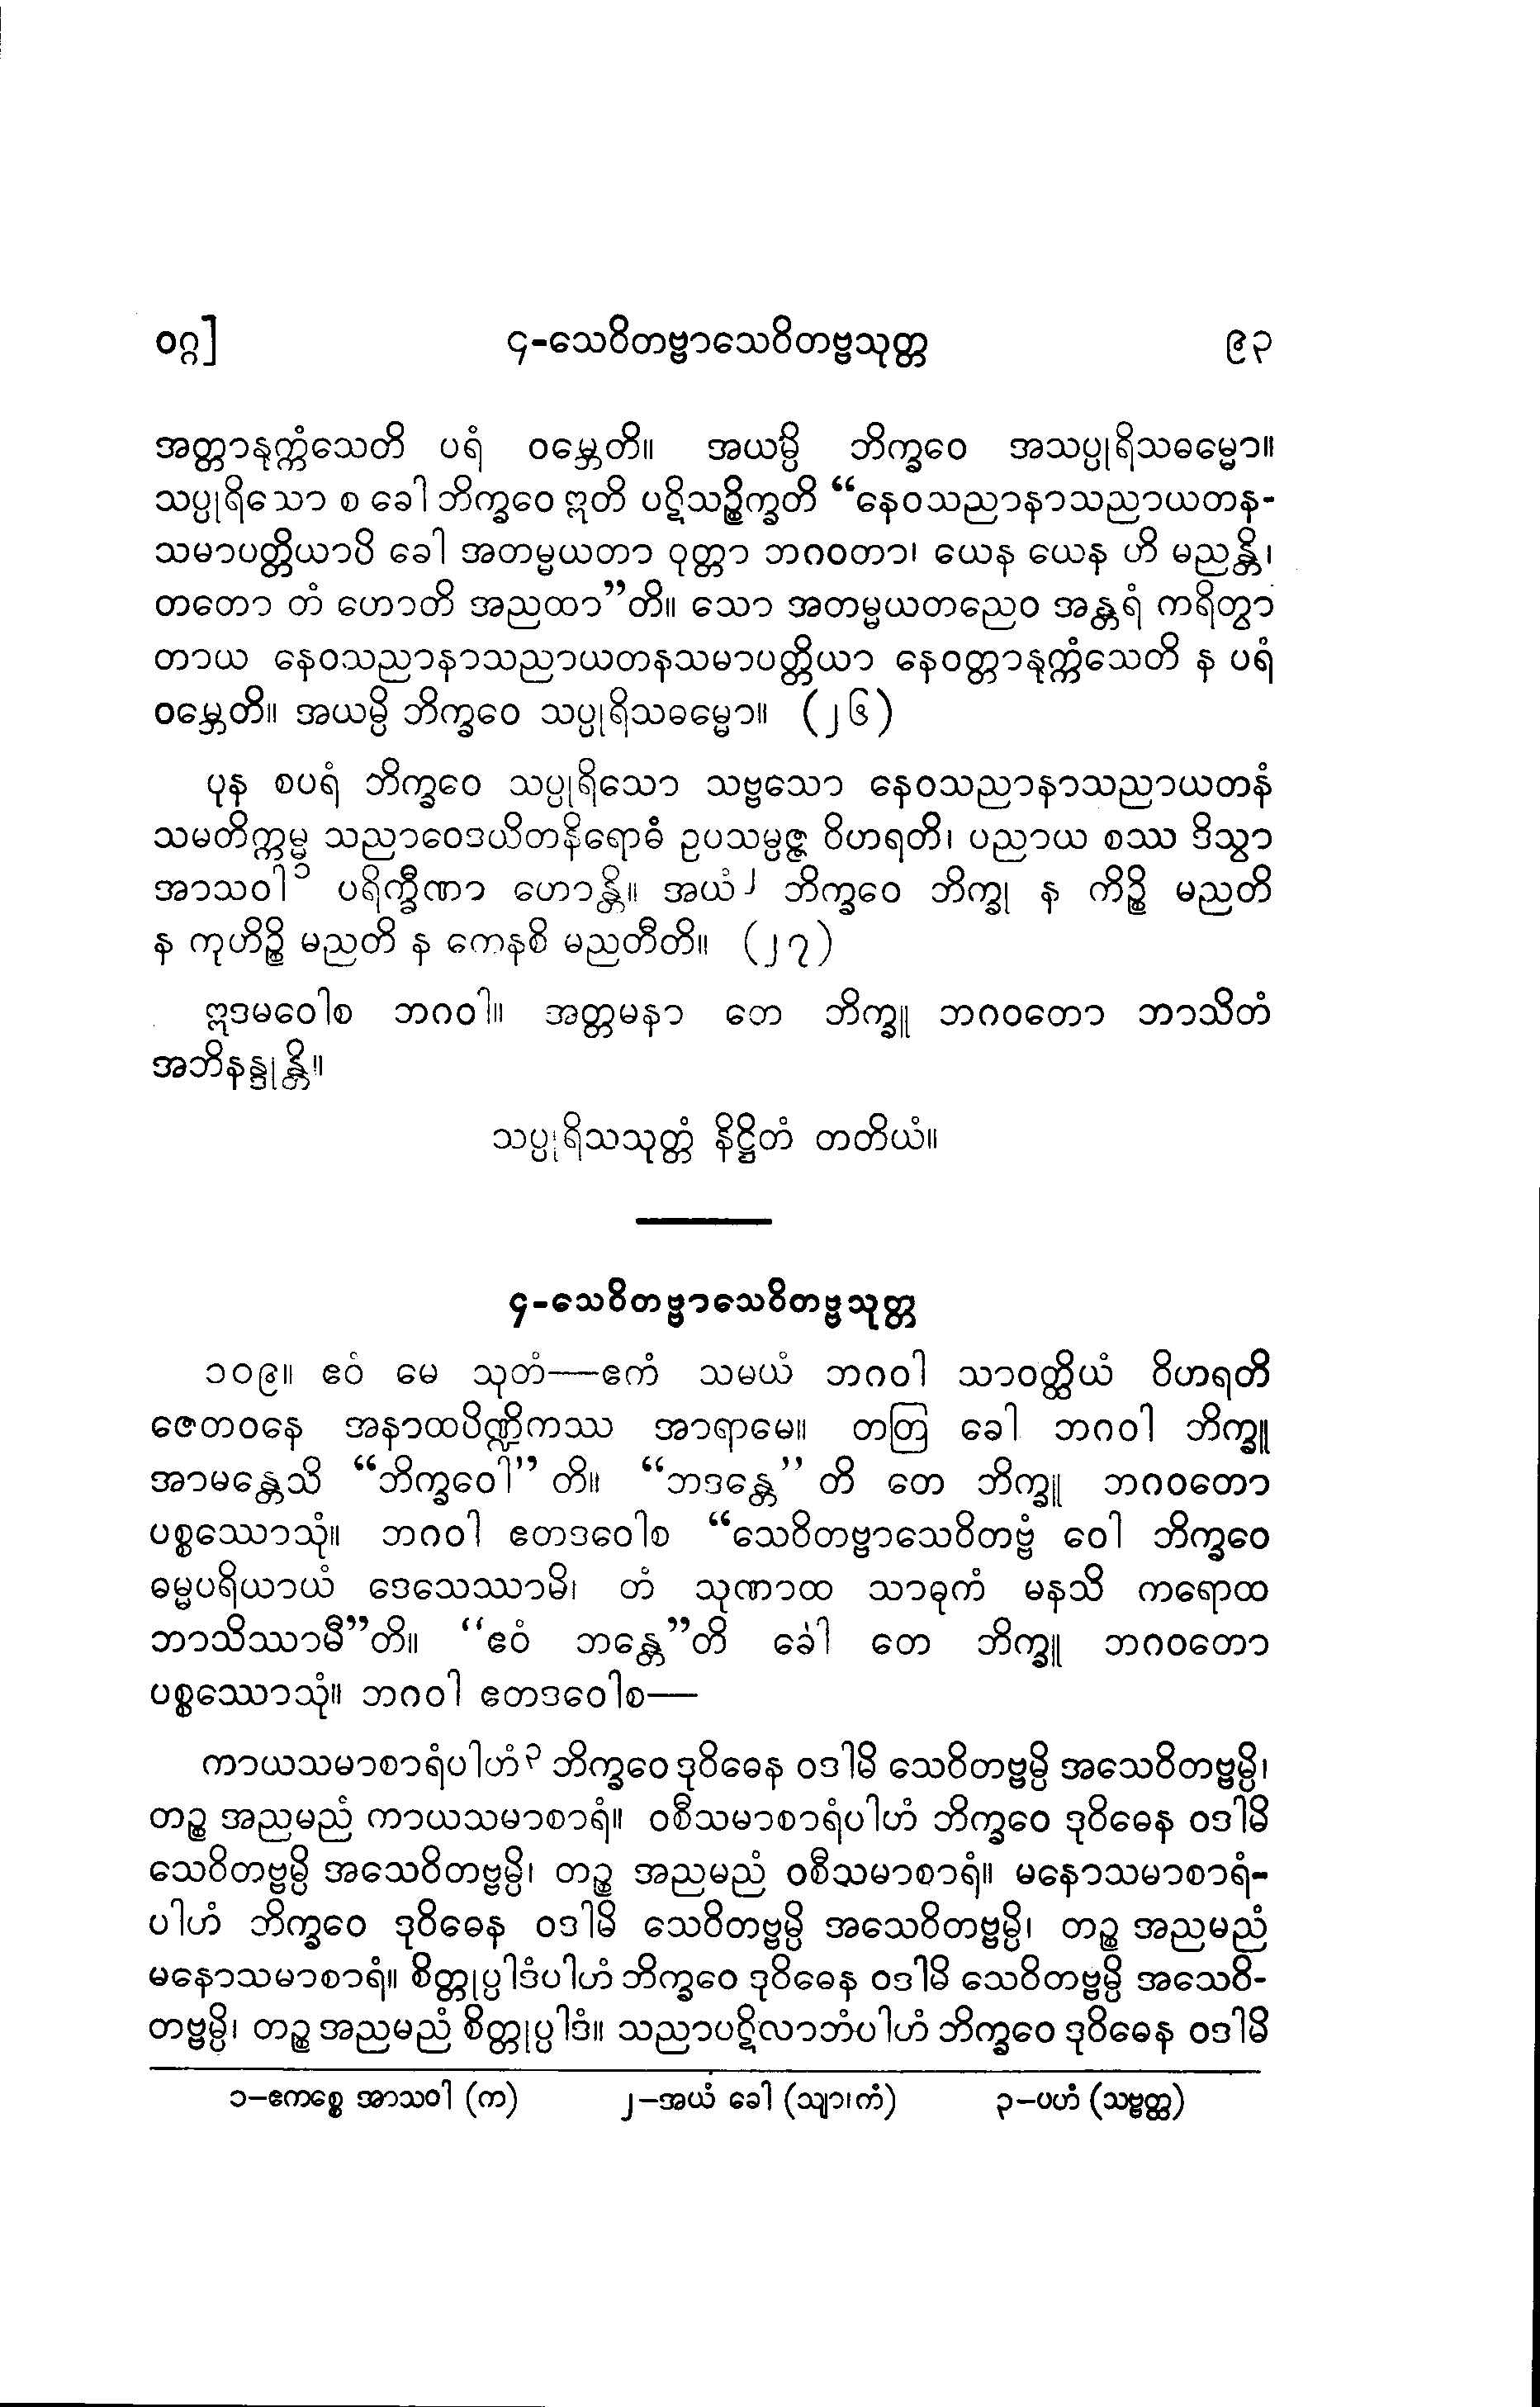 ဝဂ္ဂ] ၄-သေဝိတဗ္ဗာသေဝိတဗ္ဗသုတ္တ ၉၃
အတ္တာနုက္ကံသေတိ ပရံ ဝမ္ဘေတိ။ အယမ္ပိ ဘိက္ခဝေ အသပ္ပုရိသဓမ္မော။
သပ္ပုရိသော စ ခေါ ဘိက္ခဝေ ဣတိ ပဋိသဉ္စိက္ခတိ “နေဝသညာနာသညာယတန-
သမာပတ္တိယာပိ ခေါ အတမ္မယတာ ဝုတ္တာ ဘဂဝတာ၊ ယေန ယေန ဟိ မညန္တိ၊
တတော တံ ဟောတိ အညထာ”တိ။ သော အတမ္မယတညေဝ အန္တရံ ကရိတွာ
တာယ နေဝသညာနာသညာယတနသမာပတ္တိယာ နေဝတ္တာနုက္ကံသေတိ န ပရံ
ဝမ္ဘေတိ။ အယမ္ပိ ဘိက္ခဝေ သပ္ပုရိသဓမ္မော။ (၂၆)
ပုန စပရံ ဘိက္ခဝေ သပ္ပုရိသော သဗ္ဗသော နေဝသညာနာသညာယတနံ
သမတိက္ကမ္မ သညာဝေဒယိတနိရောဓံ ဥပသမ္ပဇ္ဇ ဝိဟရတိ၊ ပညာယ စဿ ဒိသွာ
အာသဝါ ၁ ပရိက္ခီဏာ ဟောန္တိ။ အယံ ၂ ဘိက္ခဝေ ဘိက္ခု န ကိဉ္စိ မညတိ
န ကုဟိဉ္စိ မညတိ န ကေနစိ မညတီတိ။ (၂၇)
ဣဒမဝေါစ ဘဂဝါ။ အတ္တမနာ တေ ဘိက္ခူ ဘဂဝတော ဘာသိတံ
အဘိနန္ဒုန္တိ။
သပ္ပုရိသသုတ္တံ နိဋ္ဌိတံ တတိယံ။
၄-သေဝိတဗ္ဗာသေဝိတဗ္ဗသုတ္တ
၁၀၉။ ဧဝံ မေ သုတံ—ဧကံ သမယံ ဘဂဝါ သာဝတ္ထိယံ ဝိဟရတိ
ဇေတဝနေ အနာထပိဏ္ဍိကဿ အာရာမေ။ တတြ ခေါ ဘဂဝါ ဘိက္ခူ
အာမန္တေသိ “ဘိက္ခဝေါ” တိ။ “ဘဒန္တေ” တိ တေ ဘိက္ခူ ဘဂဝတော
ပစ္စဿောသုံ။ ဘဂဝါ ဧတဒဝေါစ “သေဝိတဗ္ဗာသေဝိတဗ္ဗံ ဝေါ ဘိက္ခဝေ
ဓမ္မပရိယာယံ ဒေသေဿာမိ၊ တံ သုဏာထ သာဓုကံ မနသိ ကရောထ
ဘာသိဿာမီ”တိ။ “ဧဝံ ဘန္တေ”တိ ခေါ တေ ဘိက္ခူ ဘဂဝတော
ပစ္စဿောသုံ။ ဘဂဝါ ဧတဒဝေါစ—
ကာယသမာစာရံပါဟံ ၃ ဘိက္ခဝေ ဒုဝိဓေန ဝဒါမိ သေဝိတဗ္ဗမ္ပိ အသေဝိတဗ္ဗမ္ပိ၊
တဉ္စ အညမညံ ကာယသမာစာရံ။ ဝစီသမာစာရံပါဟံ ဘိက္ခဝေ ဒုဝိဓေန ဝဒါမိ
သေဝိတဗ္ဗမ္ပိ အသေဝိတဗ္ဗမ္ပိ၊ တဉ္စ အညမညံ ဝစီသမာစာရံ။ မနောသမာစာရံ-
ပါဟံ ဘိက္ခဝေ ဒုဝိဓေန ဝဒါမိ သေဝိတဗ္ဗမ္ပိ အသေဝိတဗ္ဗမ္ပိ၊ တဉ္စ အညမညံ
မနောသမာစာရံ။ စိတ္တုပ္ပါဒံပါဟံ ဘိက္ခဝေ ဒုဝိဓေန ဝဒါမိ သေဝိတဗ္ဗမ္ပိ အသေဝိ-
တဗ္ဗမ္ပိ၊ တဉ္စ အညမညံ စိတ္တုပ္ပါဒံ။ သညာပဋိလာဘံပါဟံ ဘိက္ခဝေ ဒုဝိဓေန ဝဒါမိ
၁–ဧကစ္စေ အာသဝါ (က) ၂–အယံ ခေါ (သျာ၊ကံ) ၃–ပဟံ (သဗ္ဗတ္ထ)